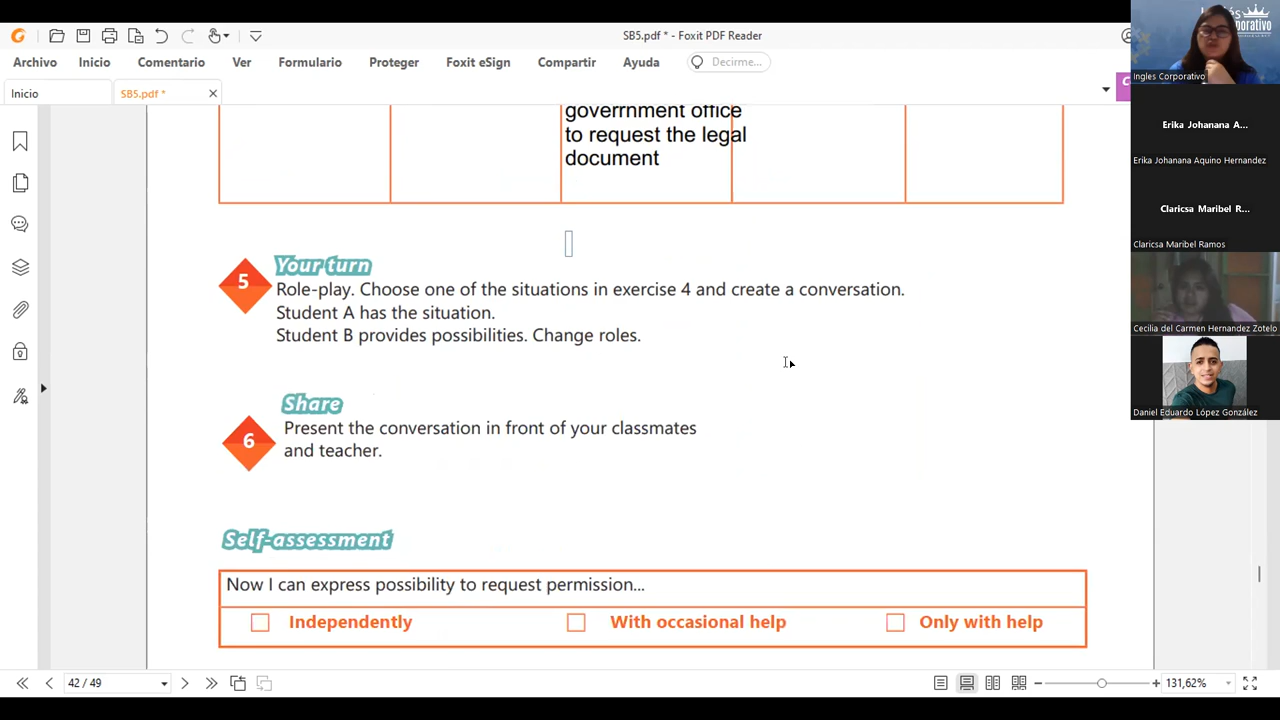 SB5.pdf * - Foxit PDF Reader
Archivo Inicio Comentario Ver Formulario Proteger Foxit eSign Compartir Ayuda Decirme...
Inicio SB5.pdf *
goverrnment office
to request the legal
document
5
Your turn
Role-play. Choose one of the situations in exercise 4 and create a conversation.
Student A has the situation.
Student B provides possibilities. Change roles.
6
Share
Present the conversation in front of your classmates
and teacher.
Self-assessment
Now I can express possibility to request permission...
Independently With occasional help Only with help
42 / 49 131,62%
Ingles Corporativo
Erika Johanana A...
Erika Johanana Aquino Hernandez
Claricsa Maribel R...
Claricsa Maribel Ramos
Cecilia del Carmen Hernandez Zotelo
Daniel Eduardo López González